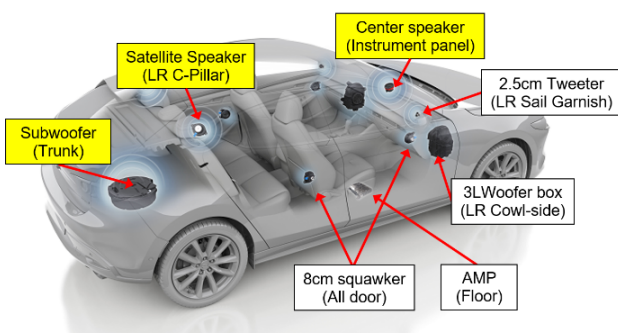 Center speaker
(Instrument panel)
Satellite Speaker
(LR C-Pillar)
2.5cm Tweeter
(LR Sail Garnish)
Subwoofer
(Trunk)
3LWoofer box
(LR Cowl-side)
8cm squawker
(All door)
AMP
(Floor)